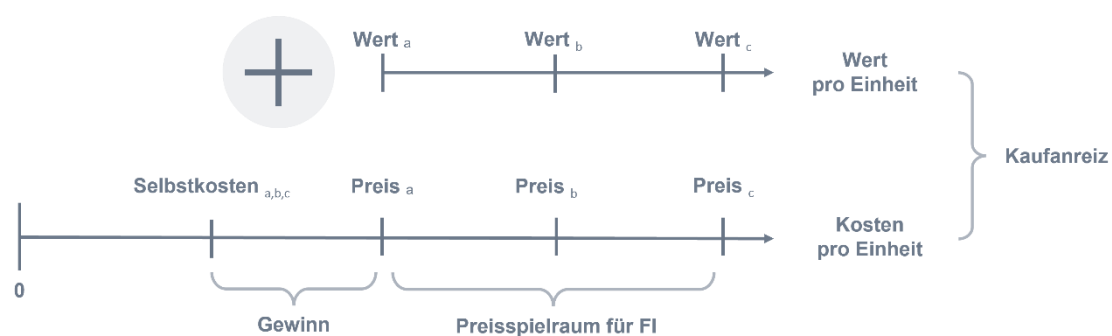 Wert a
Wert b
Wert c
Wert
pro Einheit
Kaufanreiz
Selbstkosten a,b,c
Preis a
Preis b
Preis c
Kosten
pro Einheit
0
Gewinn
Preisspielraum für FI